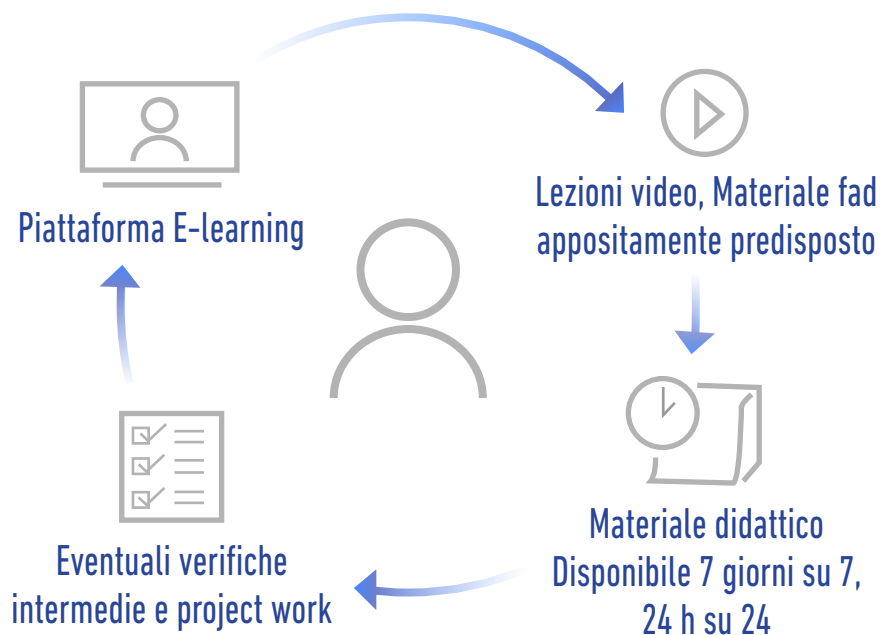 Piattaforma E-learning
Lezioni video, Materiale fad
appositamente predisposto
Materiale didattico
Disponibile 7 giorni su 7,
24 h su 24
Eventuali verifiche
intermedie e project work